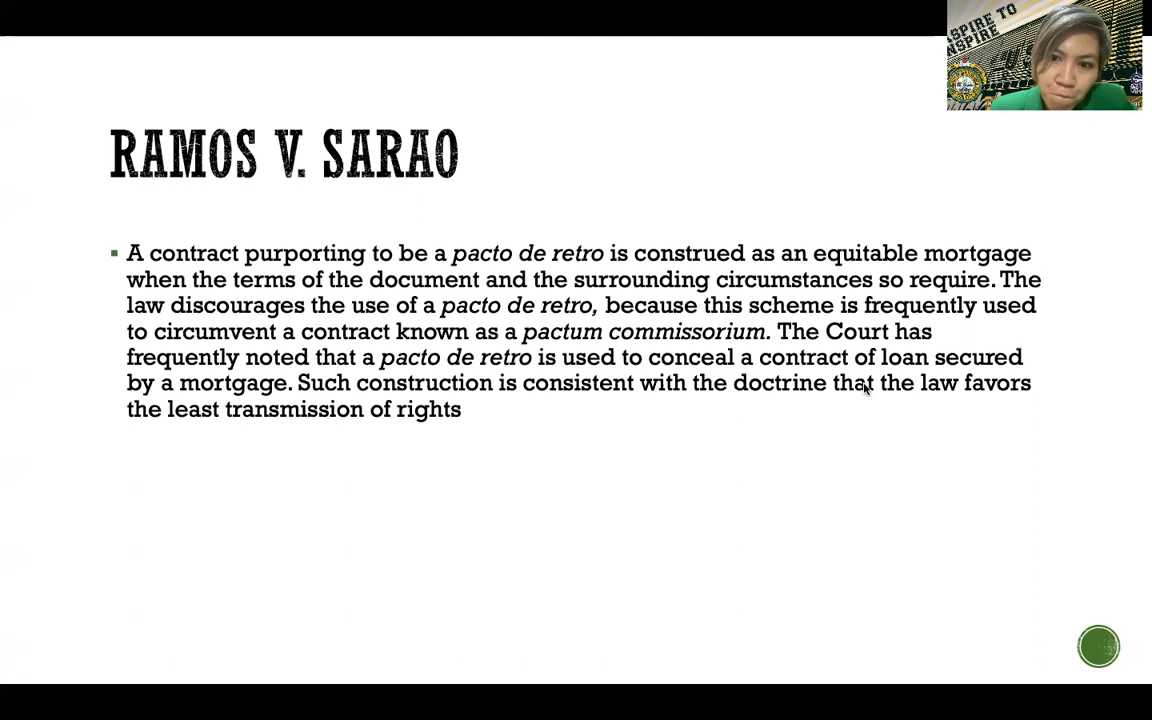 SPIRE TO
NSPIRE
RAMOS V. SARAO
▪ A contract purporting to be a pacto de retro is construed as an equitable mortgage
when the terms of the document and the surrounding circumstances so require. The
law discourages the use of a pacto de retro, because this scheme is frequently used
to circumvent a contract known as a pactum commissorium. The Court has
frequently noted that a pacto de retro is used to conceal a contract of loan secured
by a mortgage. Such construction is consistent with the doctrine that the law favors
the least transmission of rights